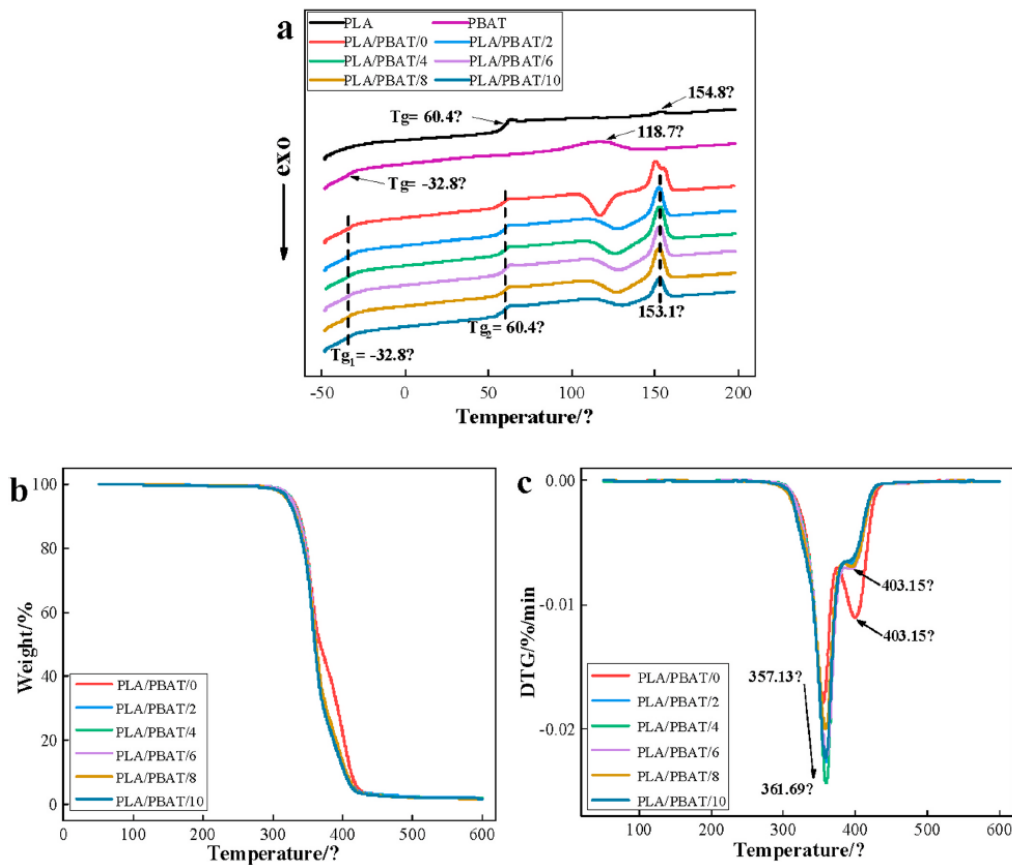 a
PLA PBAT
PLA/PBAT/0 PLA/PBAT/2
PLA/PBAT/4 PLA/PBAT/6
PLA/PBAT/8 PLA/PBAT/10
exo
Tg= 60.4?
154.8?
118.7?
Tg= -32.8?
Tg1= -32.8?
Tg2= 60.4?
153.1?
-50 0 50 100 150 200
Temperature/?
b
100
80
60
40
20
0
Weight/%
PLA/PBAT/0
PLA/PBAT/2
PLA/PBAT/4
PLA/PBAT/6
PLA/PBAT/8
PLA/PBAT/10
0 100 200 300 400 500 600
Temperature/?
c
0.00
-0.01
-0.02
DTG/%/min
403.15?
403.15?
357.13?
361.69?
PLA/PBAT/0
PLA/PBAT/2
PLA/PBAT/4
PLA/PBAT/6
PLA/PBAT/8
PLA/PBAT/10
100 200 300 400 500 600
Temperature/?